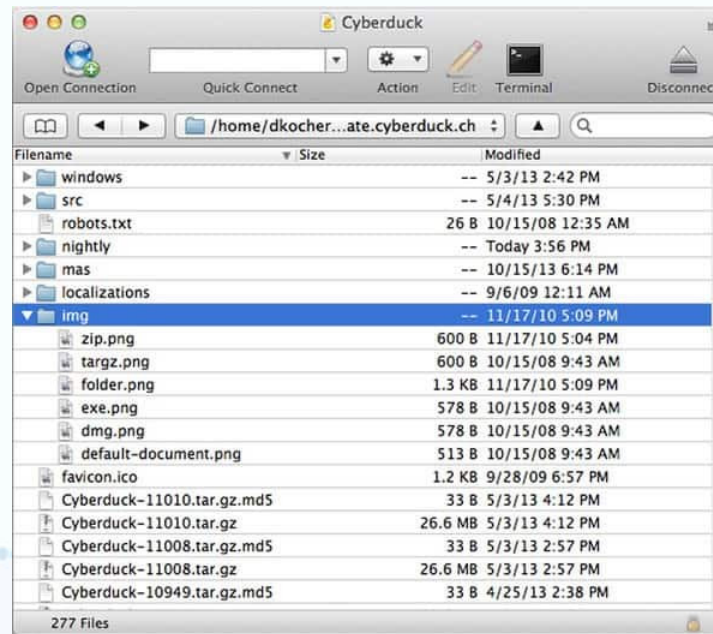 Cyberduck
Open Connection Quick Connect Action Edit Terminal Disconnec
/home/dkocher...ate.cyberduck.ch
Filename Size Modified
windows -- 5/3/13 2:42 PM
src -- 5/4/13 5:30 PM
robots.txt 26 B 10/15/08 12:35 AM
nightly -- Today 3:56 PM
mas -- 10/15/13 6:14 PM
localizations -- 9/6/09 12:11 AM
img -- 11/17/10 5:09 PM
zip.png 600 B 11/17/10 5:04 PM
targz.png 600 B 10/15/08 9:43 AM
folder.png 1.3 KB 11/17/10 5:09 PM
exe.png 578 B 10/15/08 9:43 AM
dmg.png 578 B 10/15/08 9:43 AM
default-document.png 513 B 10/15/08 9:43 AM
favicon.ico 1.2 KB 9/28/09 6:57 PM
Cyberduck-11010.tar.gz.md5 33 B 5/3/13 4:12 PM
Cyberduck-11010.tar.gz 26.6 MB 5/3/13 4:12 PM
Cyberduck-11008.tar.gz.md5 33 B 5/3/13 2:57 PM
Cyberduck-11008.tar.gz 26.6 MB 5/3/13 2:57 PM
Cyberduck-10949.tar.gz.md5 33 B 4/25/13 2:38 PM
277 Files